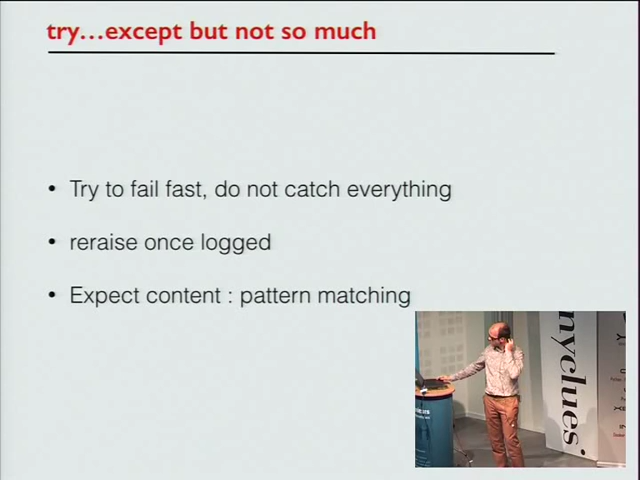 try…except but not so much
• Try to fail fast, do not catch everything
• reraise once logged
• Expect content : pattern matching
nyclues